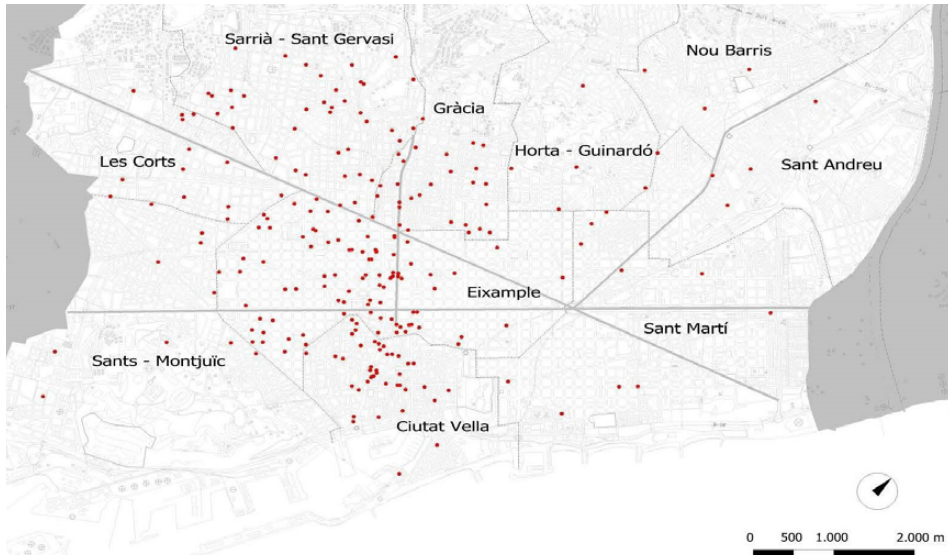 Sarrià - Sant Gervasi
Nou Barris
Gràcia
Horta - Guinardó
Les Corts
Sant Andreu
Eixample
Sant Martí
Sants - Montjuïc
Ciutat Vella
0 500 1.000 2.000 m